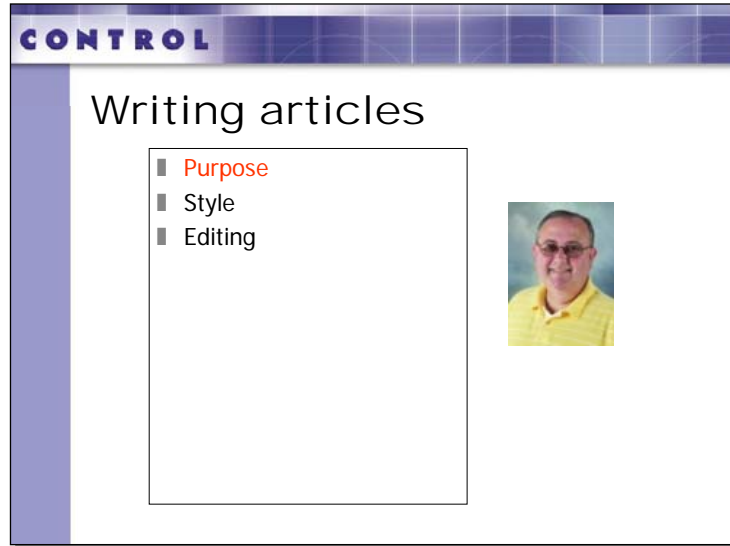 CONTROL
Writing articles
Purpose
Style
Editing